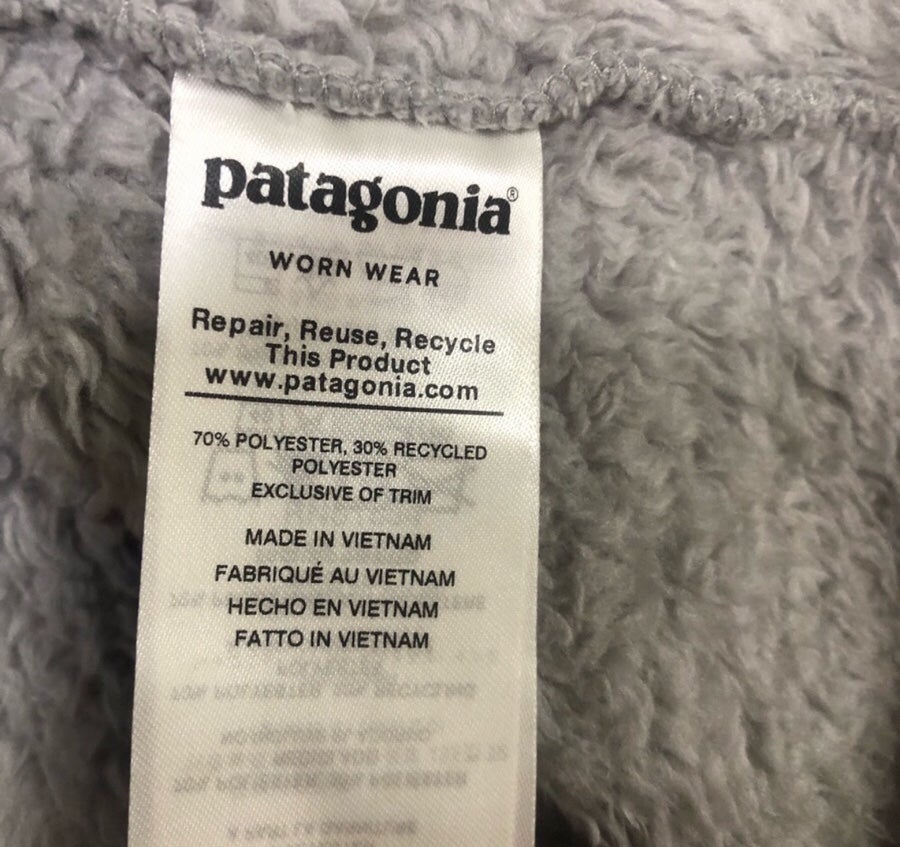 patagonia®
WORN WEAR
Repair, Reuse, Recycle
This Product
www.patagonia.com
70% POLYESTER, 30% RECYCLED
POLYESTER
EXCLUSIVE OF TRIM
MADE IN VIETNAM
FABRIQUÉ AU VIETNAM
HECHO EN VIETNAM
FATTO IN VIETNAM